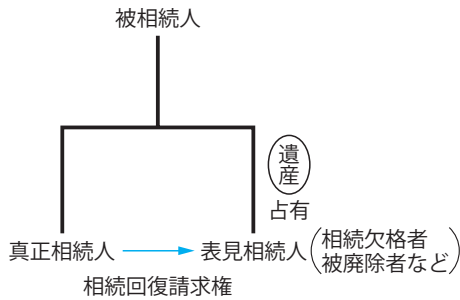 被相続人
遺産
占有
真正相続人
表見相続人
相続欠格者
被廃除者など
相続回復請求権